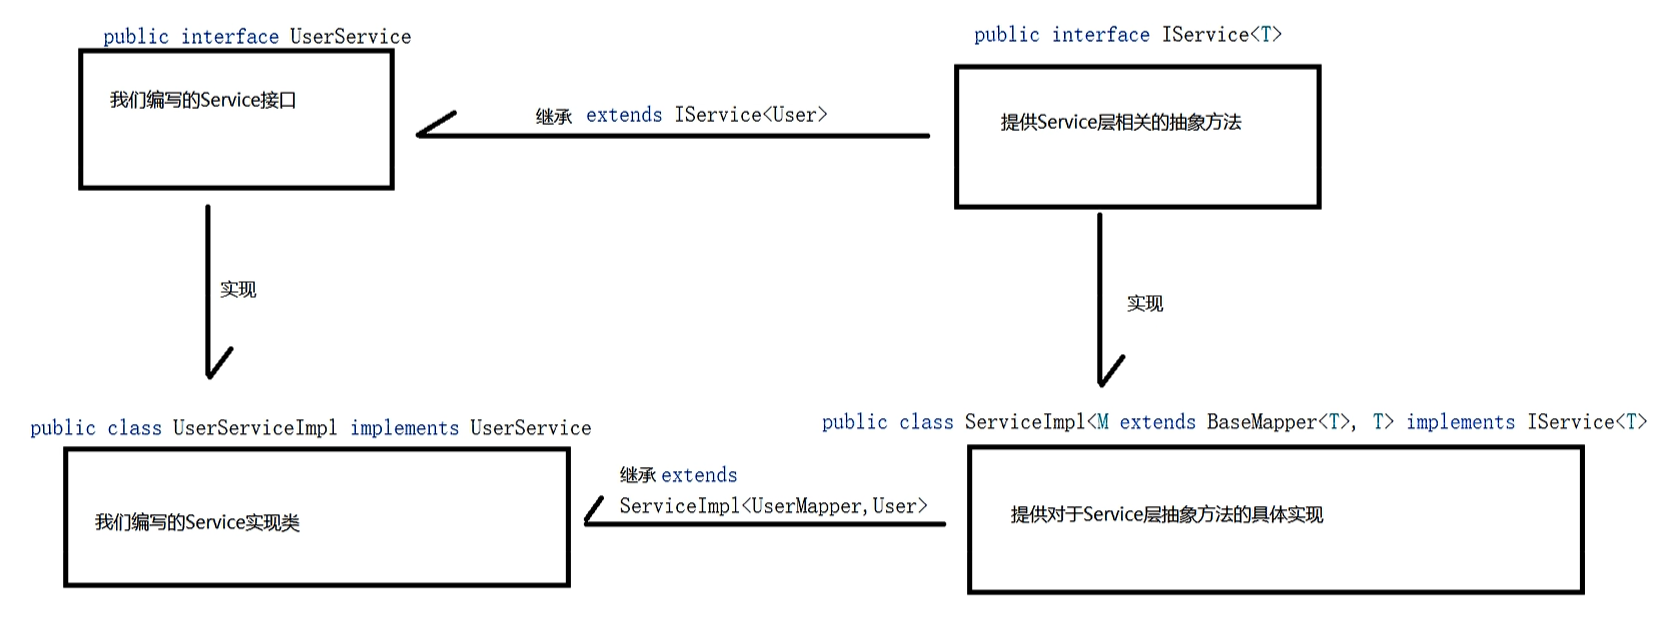 public interface UserService
public interface IService<T>
我们编写的Service接口
继承 extends IService<User>
提供Service层相关的抽象方法
实现
实现
public class UserServiceImpl implements UserService
public class ServiceImpl<M extends BaseMapper<T>, T> implements IService<T>
继承 extends
ServiceImpl<UserMapper,User>
我们编写的Service实现类
提供对于Service层抽象方法的具体实现